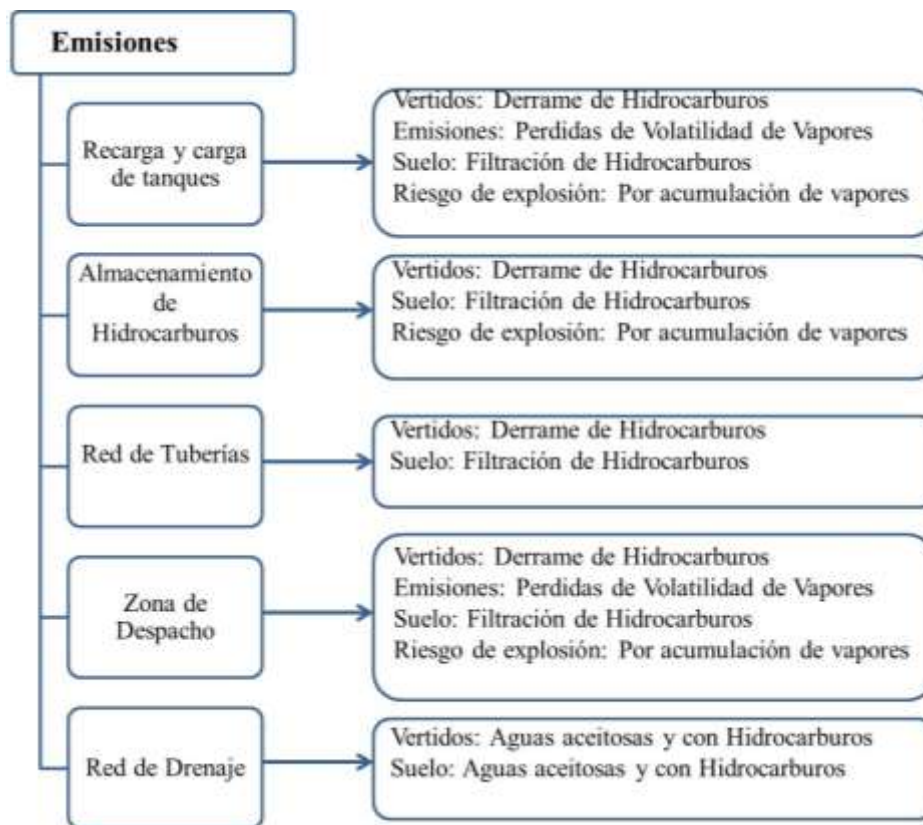 Emisiones
Recarga y carga
de tanques
Vertidos: Derrame de Hidrocarburos
Emisiones: Perdidas de Volatilidad de Vapores
Suelo: Filtración de Hidrocarburos
Riesgo de explosión: Por acumulación de vapores
Almacenamiento
de
Hidrocarburos
Vertidos: Derrame de Hidrocarburos
Suelo: Filtración de Hidrocarburos
Riesgo de explosión: Por acumulación de vapores
Red de Tuberías
Vertidos: Derrame de Hidrocarburos
Suelo: Filtración de Hidrocarburos
Zona de
Despacho
Vertidos: Derrame de Hidrocarburos
Emisiones: Perdidas de Volatilidad de Vapores
Suelo: Filtración de Hidrocarburos
Riesgo de explosión: Por acumulación de vapores
Red de Drenaje
Vertidos: Aguas aceitosas y con Hidrocarburos
Suelo: Aguas aceitosas y con Hidrocarburos